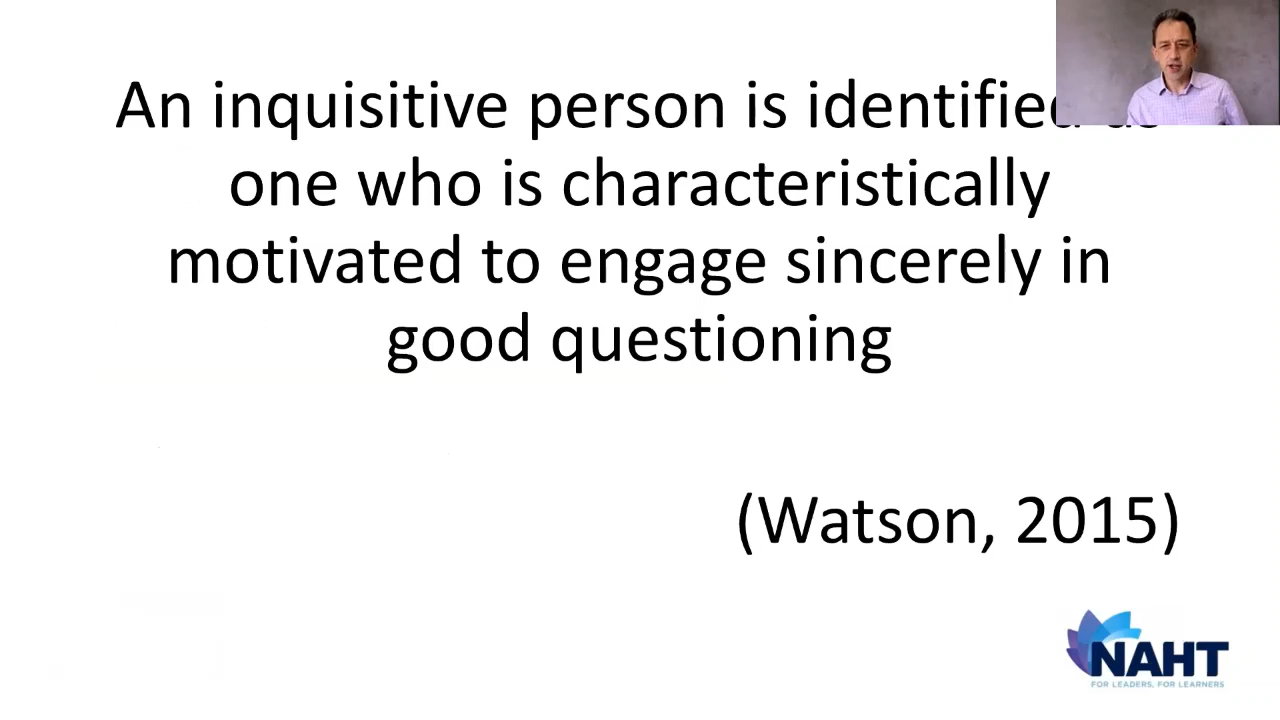 An inquisitive person is identified
one who is characteristically
motivated to engage sincerely in
good questioning
(Watson, 2015)
NAHT
FOR LEADERS, FOR LEARNERS